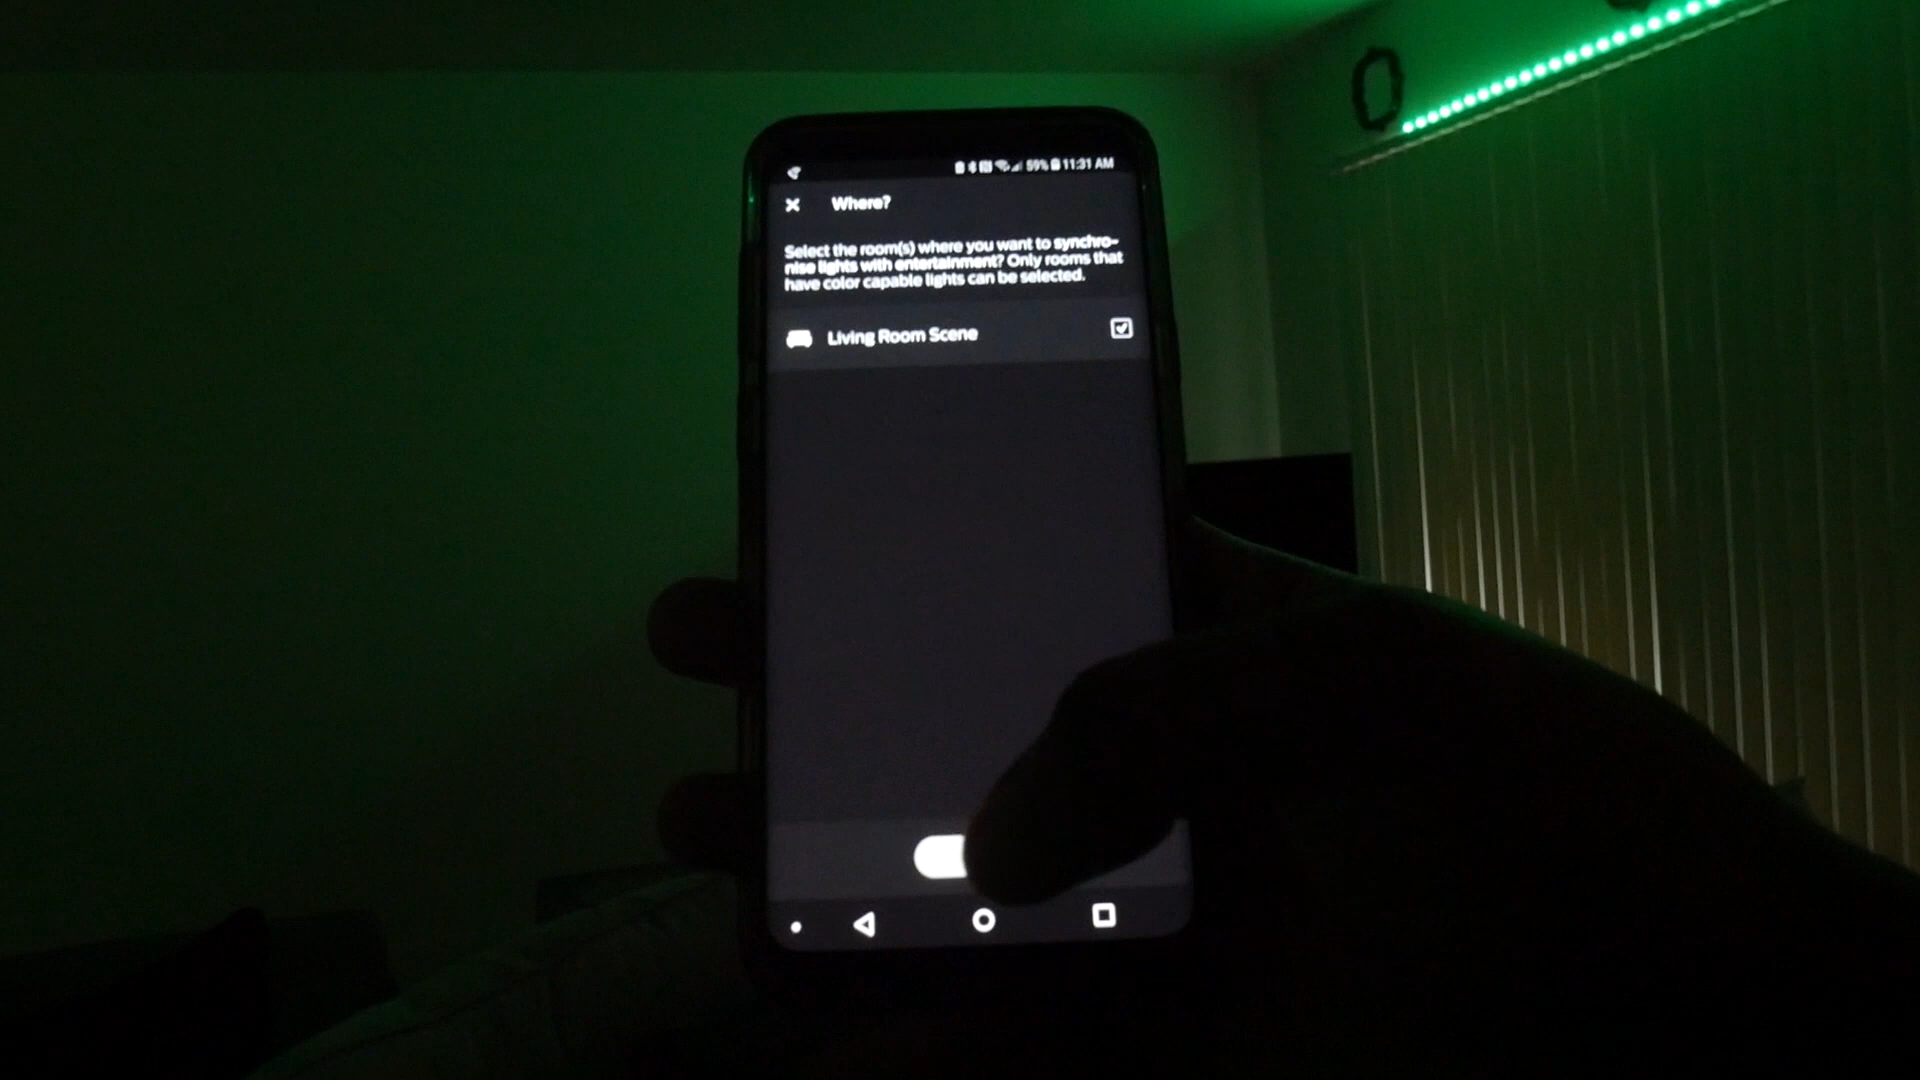 59% 11:31 AM
Where?
Select the room(s) where you want to synchro-
nise lights with entertainment? Only rooms that
have color capable lights can be selected.
Living Room Scene